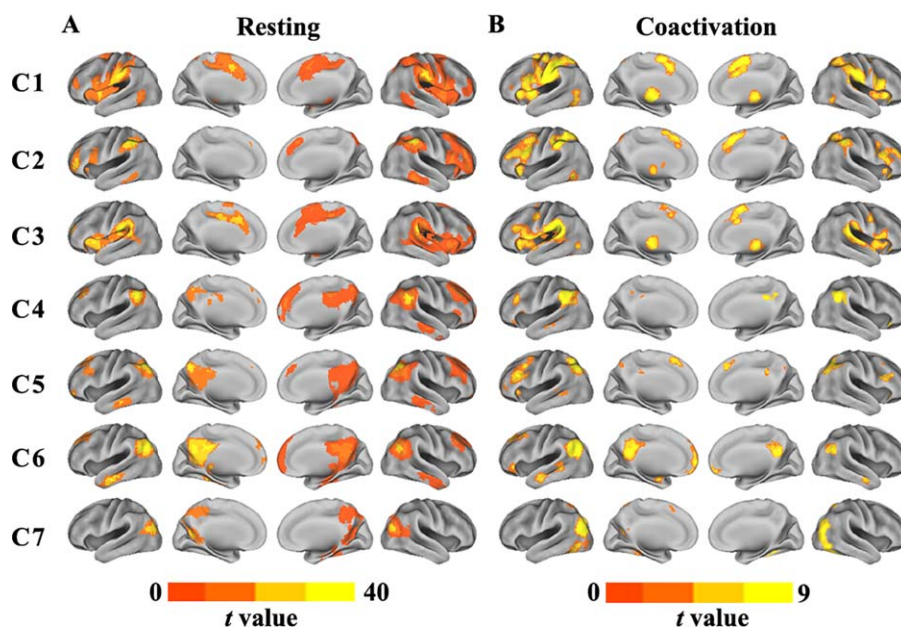 A Resting B Coactivation
C1
C2
C3
C4
C5
C6
C7
0 40 0 9
t value t value